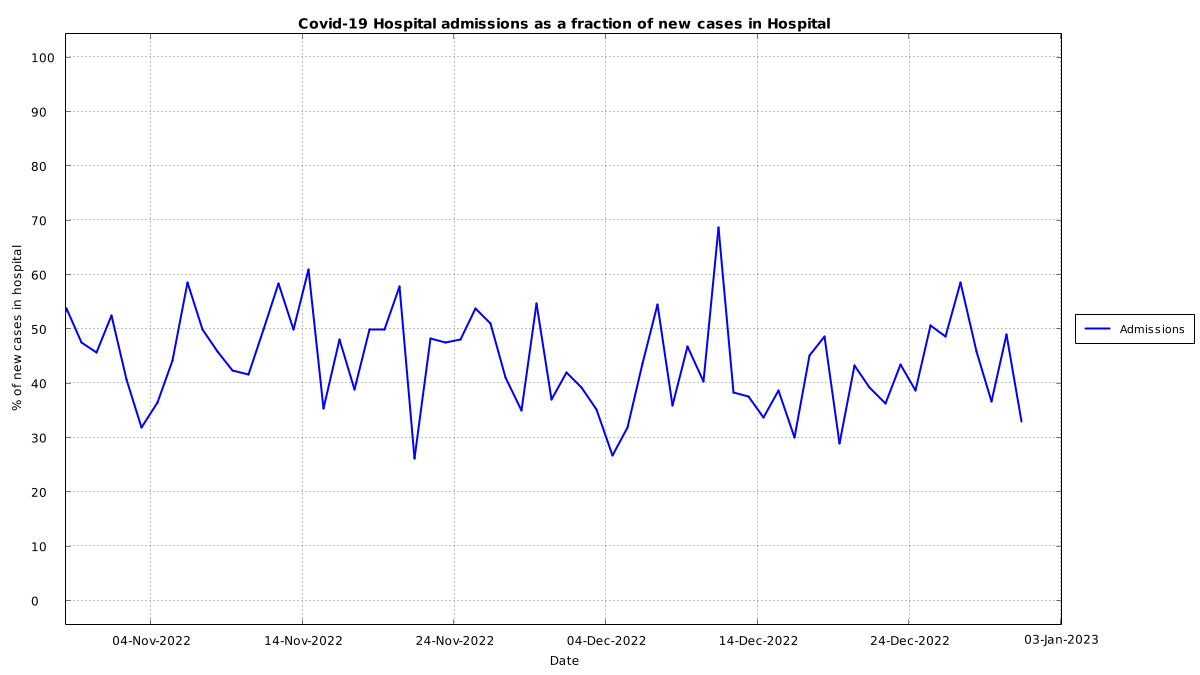 Covid-19 Hospital admissions as a fraction of new cases in Hospital
100
90
80
70
60
50
40
30
20
10
0
% of new cases in hospital
04-Nov-2022
14-Nov-2022
24-Nov-2022
04-Dec-2022
14-Dec-2022
24-Dec-2022
03-Jan-2023
Date
Admissions